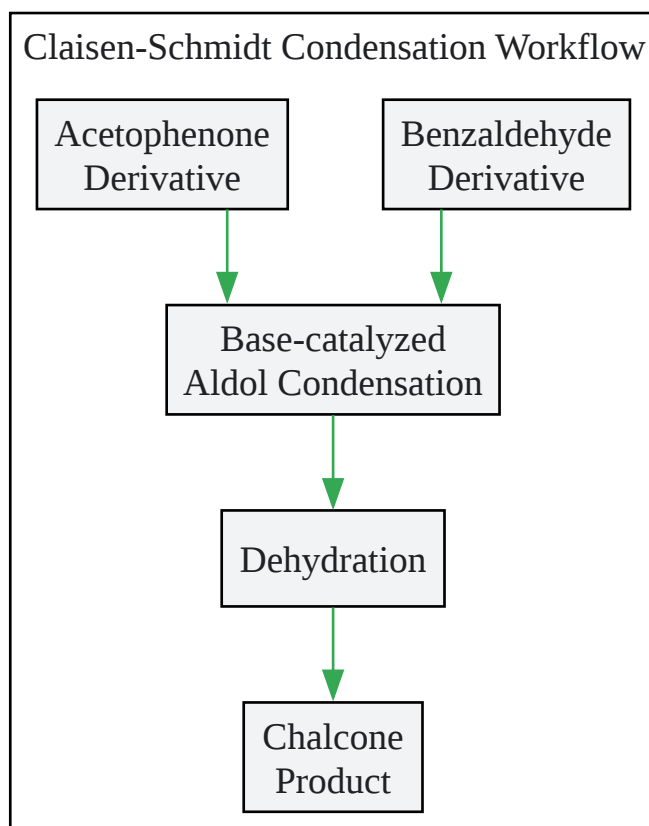 Claisen-Schmidt Condensation Workflow
Acetophenone
Derivative
Benzaldehyde
Derivative
Base-catalyzed
Aldol Condensation
Dehydration
Chalcone
Product